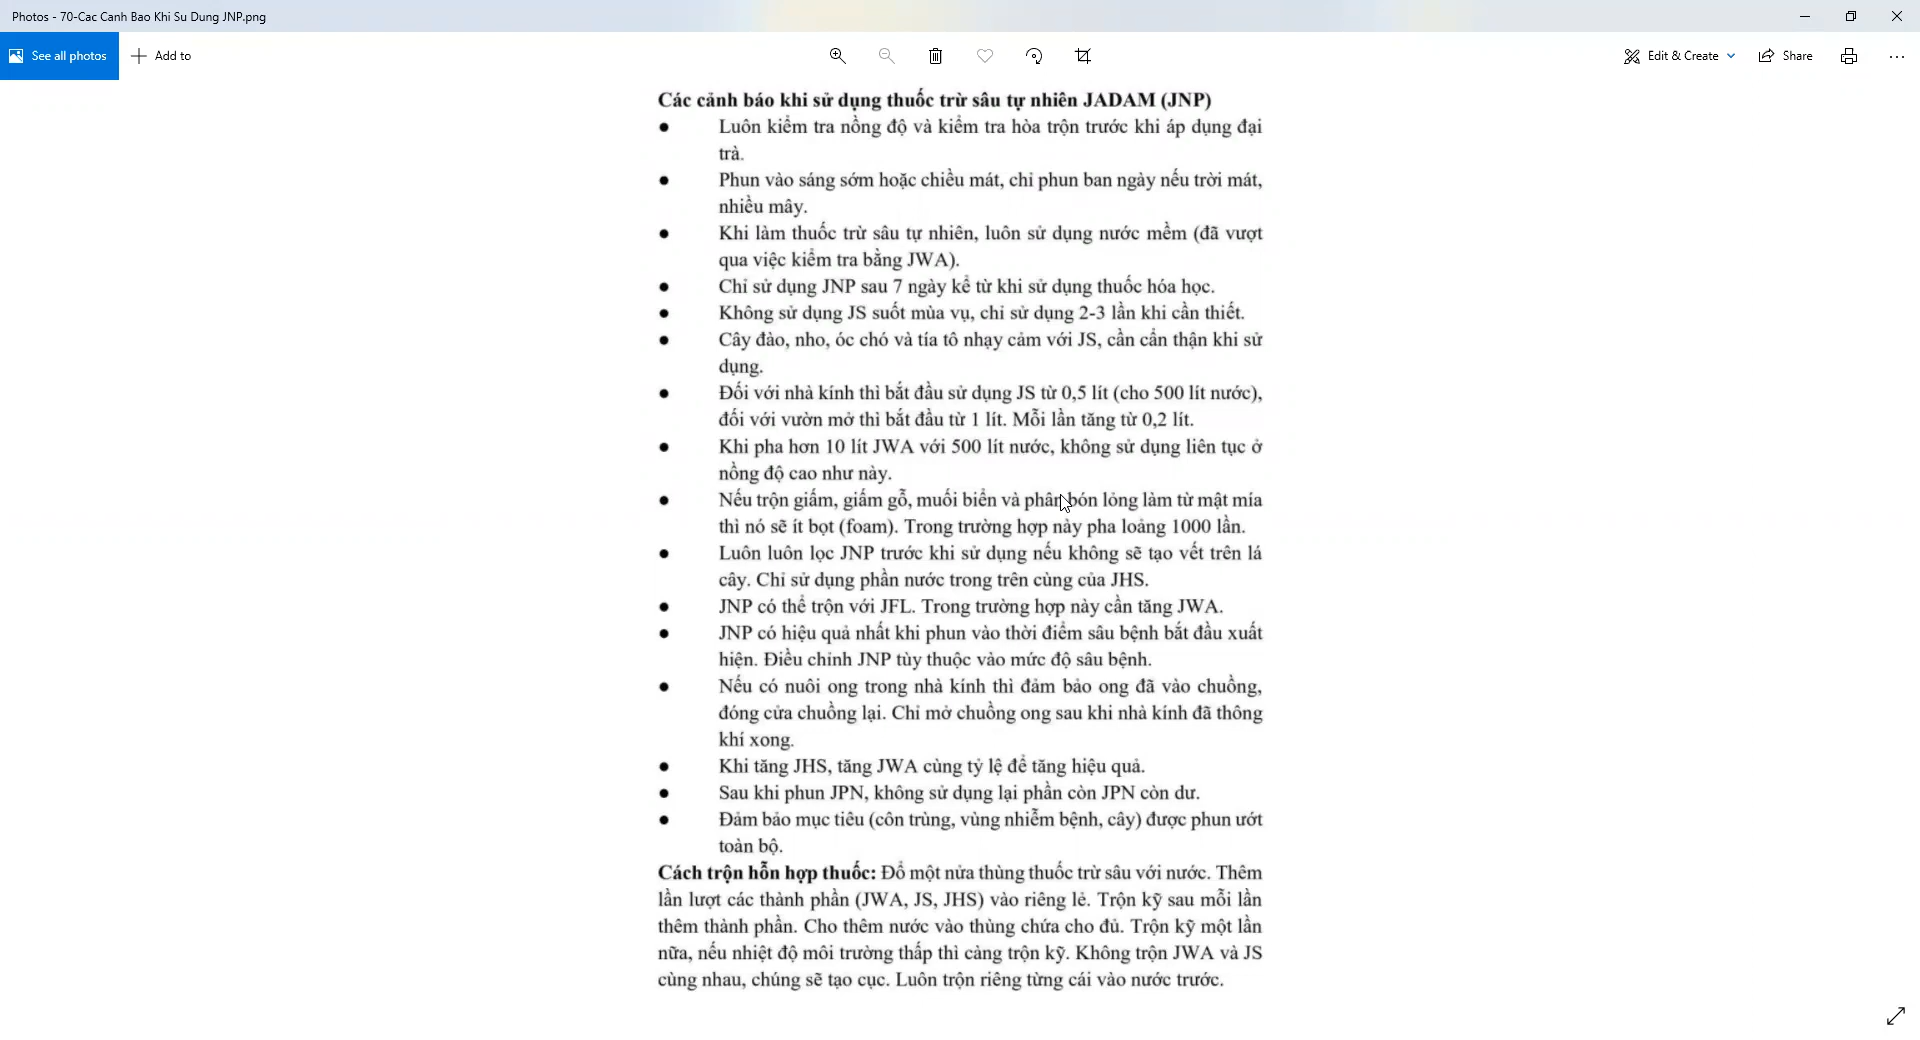 Photos - 70-Cac Canh Bao Khi Su Dung JNP.png
See all photos
Add to
Edit & Create
Share
Các cảnh báo khi sử dụng thuốc trừ sâu tự nhiên JADAM (JNP)
● Luôn kiểm tra nồng độ và kiểm tra hòa trộn trước khi áp dụng đại
trà.
● Phun vào sáng sớm hoặc chiều mát, chỉ phun ban ngày nếu trời mát,
nhiều mây.
● Khi làm thuốc trừ sâu tự nhiên, luôn sử dụng nước mềm (đã vượt
qua việc kiểm tra bằng JWA).
● Chỉ sử dụng JNP sau 7 ngày kể từ khi sử dụng thuốc hóa học.
● Không sử dụng JS suốt mùa vụ, chỉ sử dụng 2-3 lần khi cần thiết.
● Cây đào, nho, óc chó và tía tô nhạy cảm với JS, cần cẩn thận khi sử
dụng.
● Đối với nhà kính thì bắt đầu sử dụng JS từ 0,5 lít (cho 500 lít nước),
đối với vườn mở thì bắt đầu từ 1 lít. Mỗi lần tăng từ 0,2 lít.
● Khi pha hơn 10 lít JWA với 500 lít nước, không sử dụng liên tục ở
nồng độ cao như này.
● Nếu trộn giấm, giấm gỗ, muối biển và phân bón lỏng làm từ mật mía
thì nó sẽ ít bọt (foam). Trong trường hợp này pha loảng 1000 lần.
● Luôn luôn lọc JNP trước khi sử dụng nếu không sẽ tạo vết trên lá
cây. Chỉ sử dụng phần nước trong trên cùng của JHS.
● JNP có thể trộn với JFL. Trong trường hợp này cần tăng JWA.
● JNP có hiệu quả nhất khi phun vào thời điểm sâu bệnh bắt đầu xuất
hiện. Điều chỉnh JNP tùy thuộc vào mức độ sâu bệnh.
● Nếu có nuôi ong trong nhà kính thì đảm bảo ong đã vào chuồng,
đóng cửa chuồng lại. Chỉ mở chuồng ong sau khi nhà kính đã thông
khí xong.
● Khi tăng JHS, tăng JWA cùng tỷ lệ để tăng hiệu quả.
● Sau khi phun JPN, không sử dụng lại phần còn JPN còn dư.
● Đảm bảo mục tiêu (côn trùng, vùng nhiễm bệnh, cây) được phun ướt
toàn bộ.
Cách trộn hỗn hợp thuốc: Đổ một nửa thùng thuốc trừ sâu với nước. Thêm
lần lượt các thành phần (JWA, JS, JHS) vào riêng lẻ. Trộn kỹ sau mỗi lần
thêm thành phần. Cho thêm nước vào thùng chứa cho đủ. Trộn kỹ một lần
nữa, nếu nhiệt độ môi trường thấp thì càng trộn kỹ. Không trộn JWA và JS
cùng nhau, chúng sẽ tạo cục. Luôn trộn riêng từng cái vào nước trước.